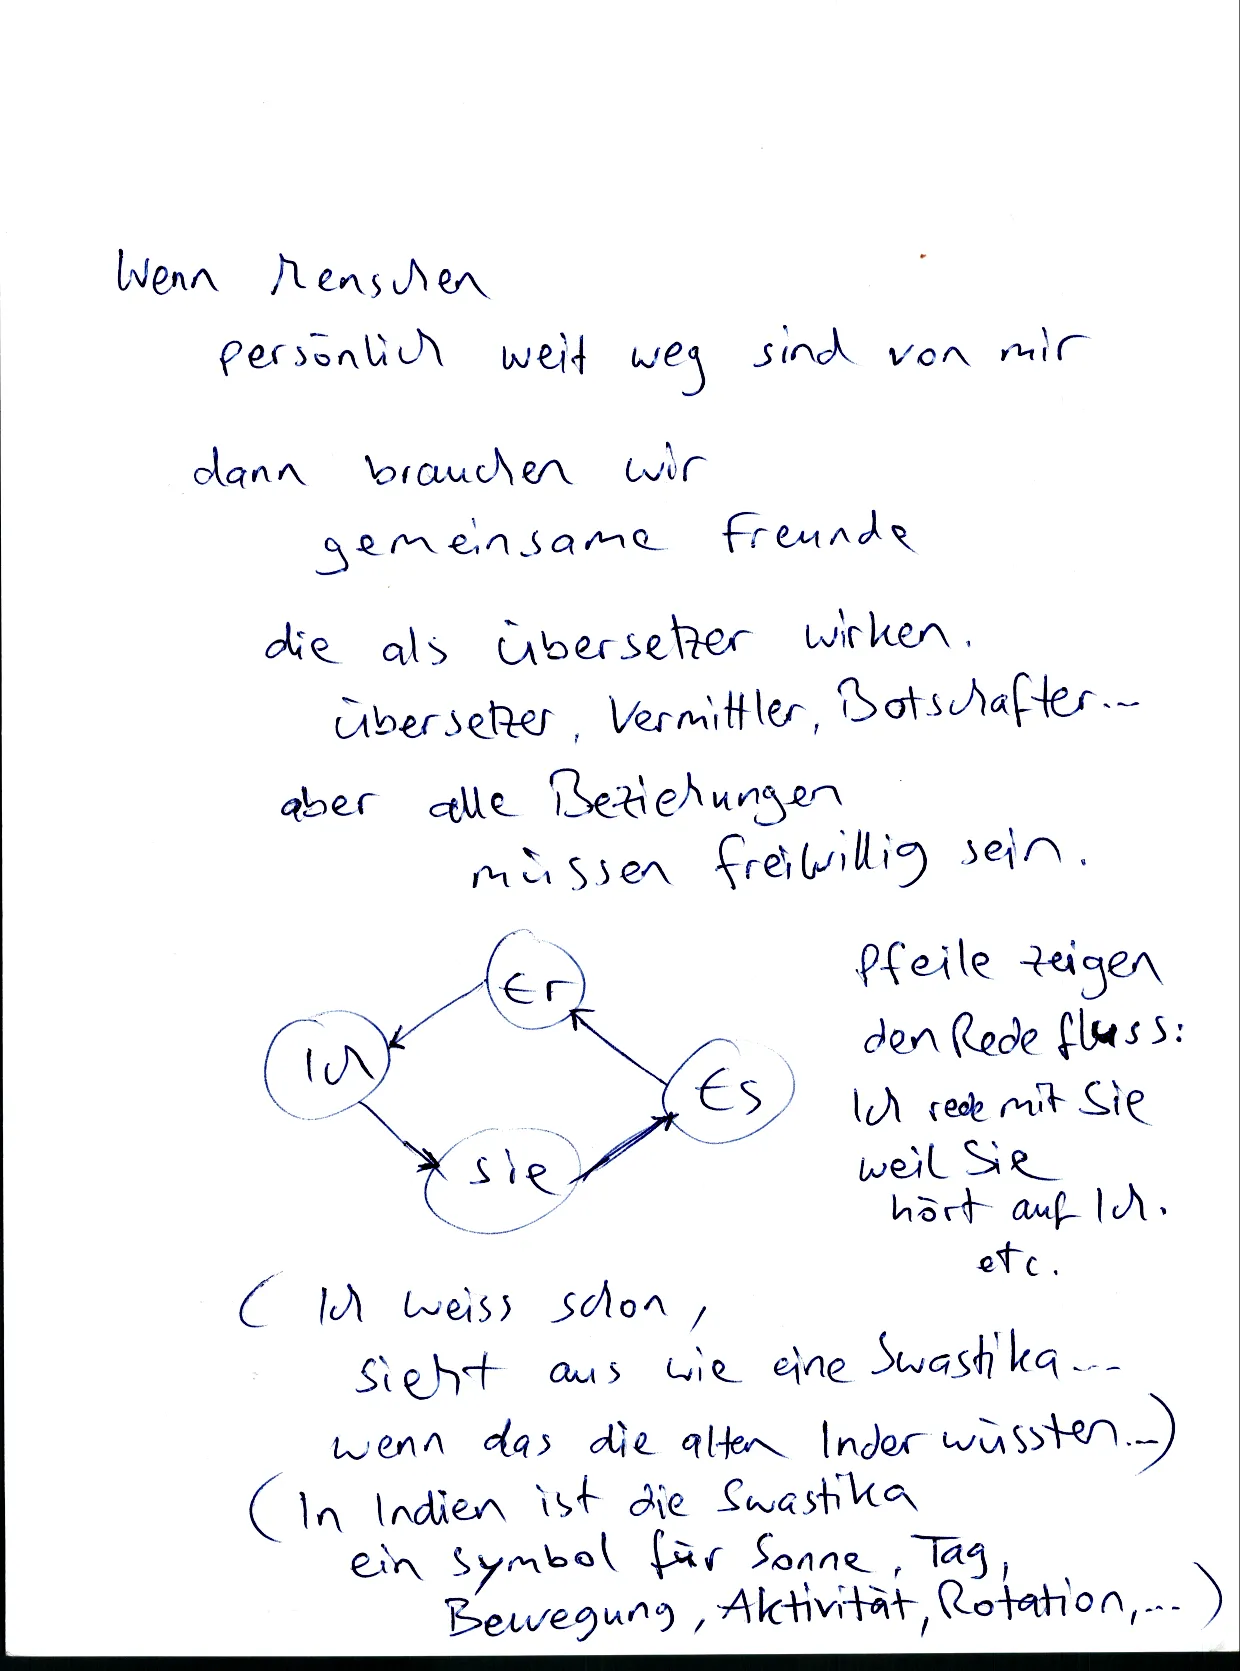 Wenn Menschen
persönlich weit weg sind von mir
dann brauchen wir
gemeinsame Freunde
die als Übersetzer wirken.
Übersetzer, Vermittler, Botschafter...
aber alle Beziehungen
müssen freiwillig sein.
Er
Ich
Es
Sie
Pfeile zeigen
den Redefluss:
Ich rede mit Sie
weil Sie
hört auf Ich.
etc.
( Ich weiss schon,
sieht aus wie eine Swastika...
wenn das die alten Inder wüssten...)
( In Indien ist die Swastika
ein Symbol für Sonne, Tag,
Bewegung, Aktivität, Rotation,... )